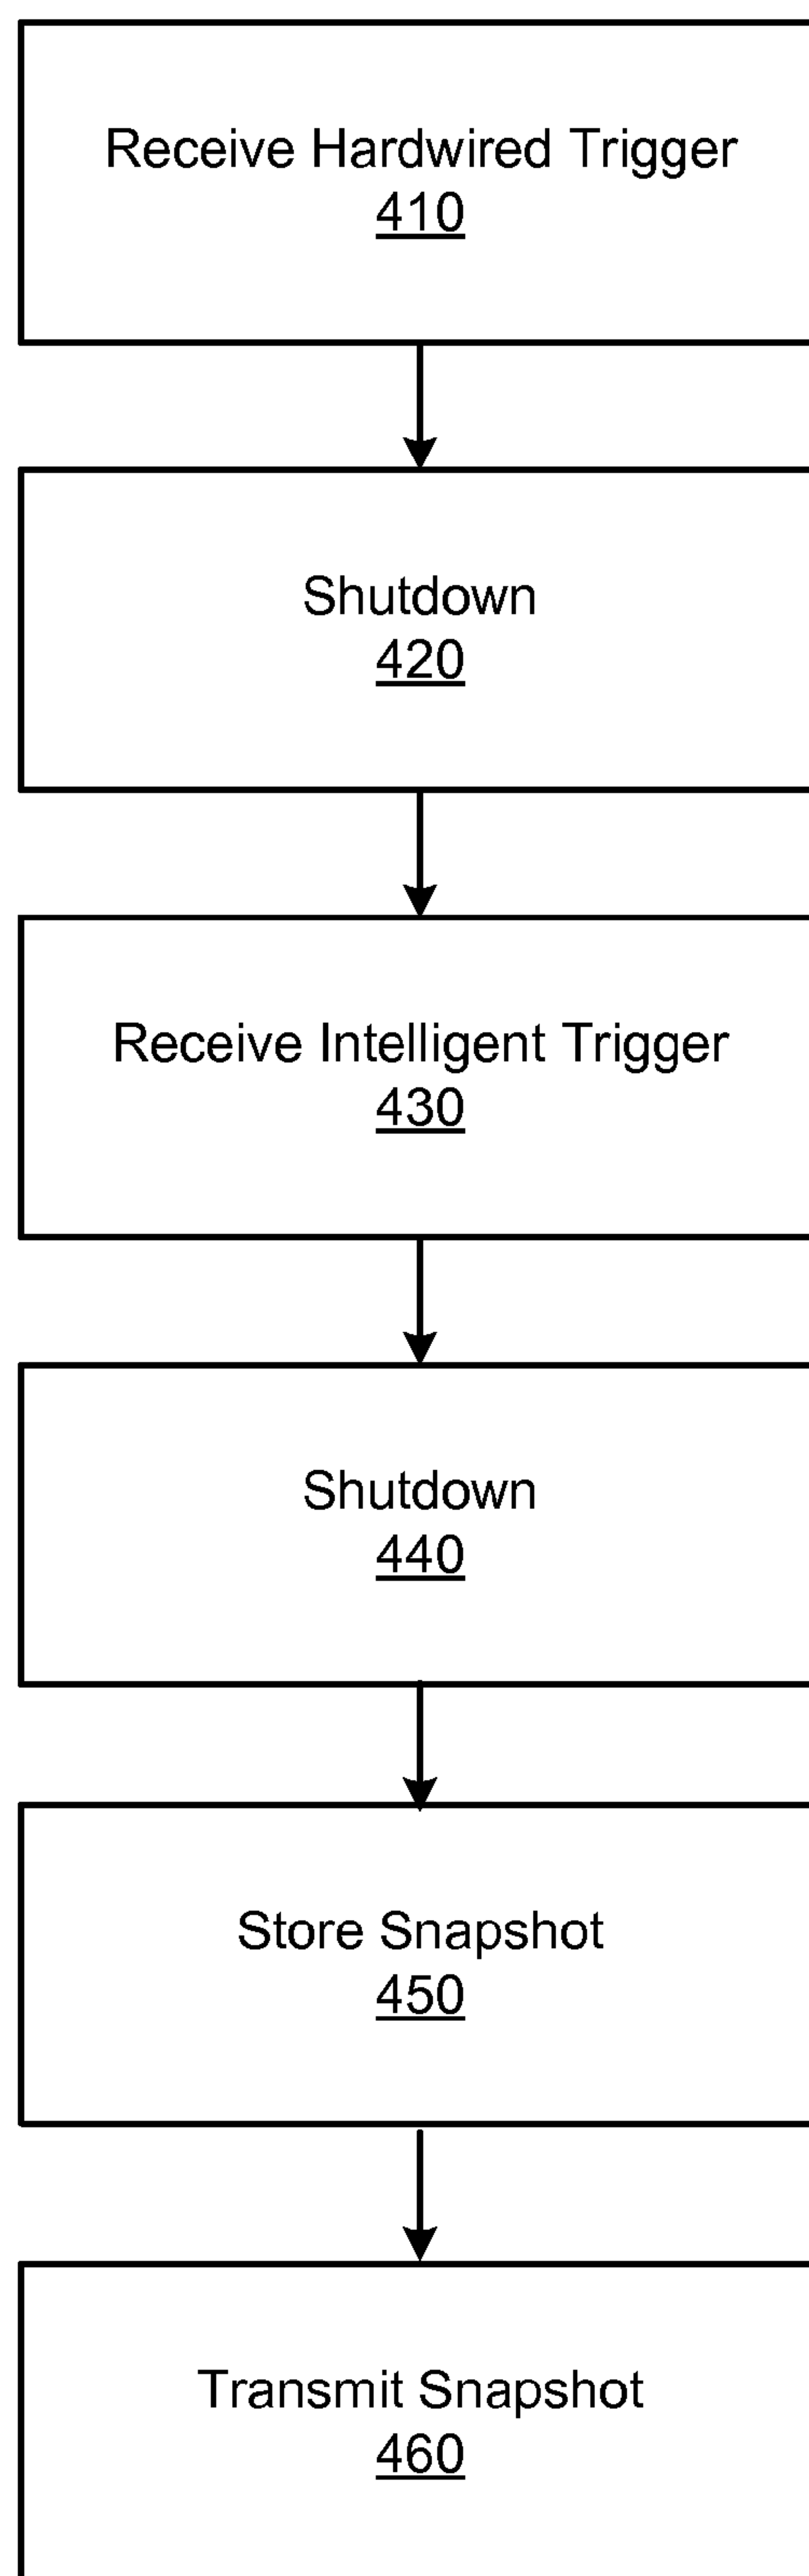 Receive Hardwired Trigger
410
Shutdown
420
Receive Intelligent Trigger
430
Shutdown
440
Store Snapshot
450
Transmit Snapshot
460